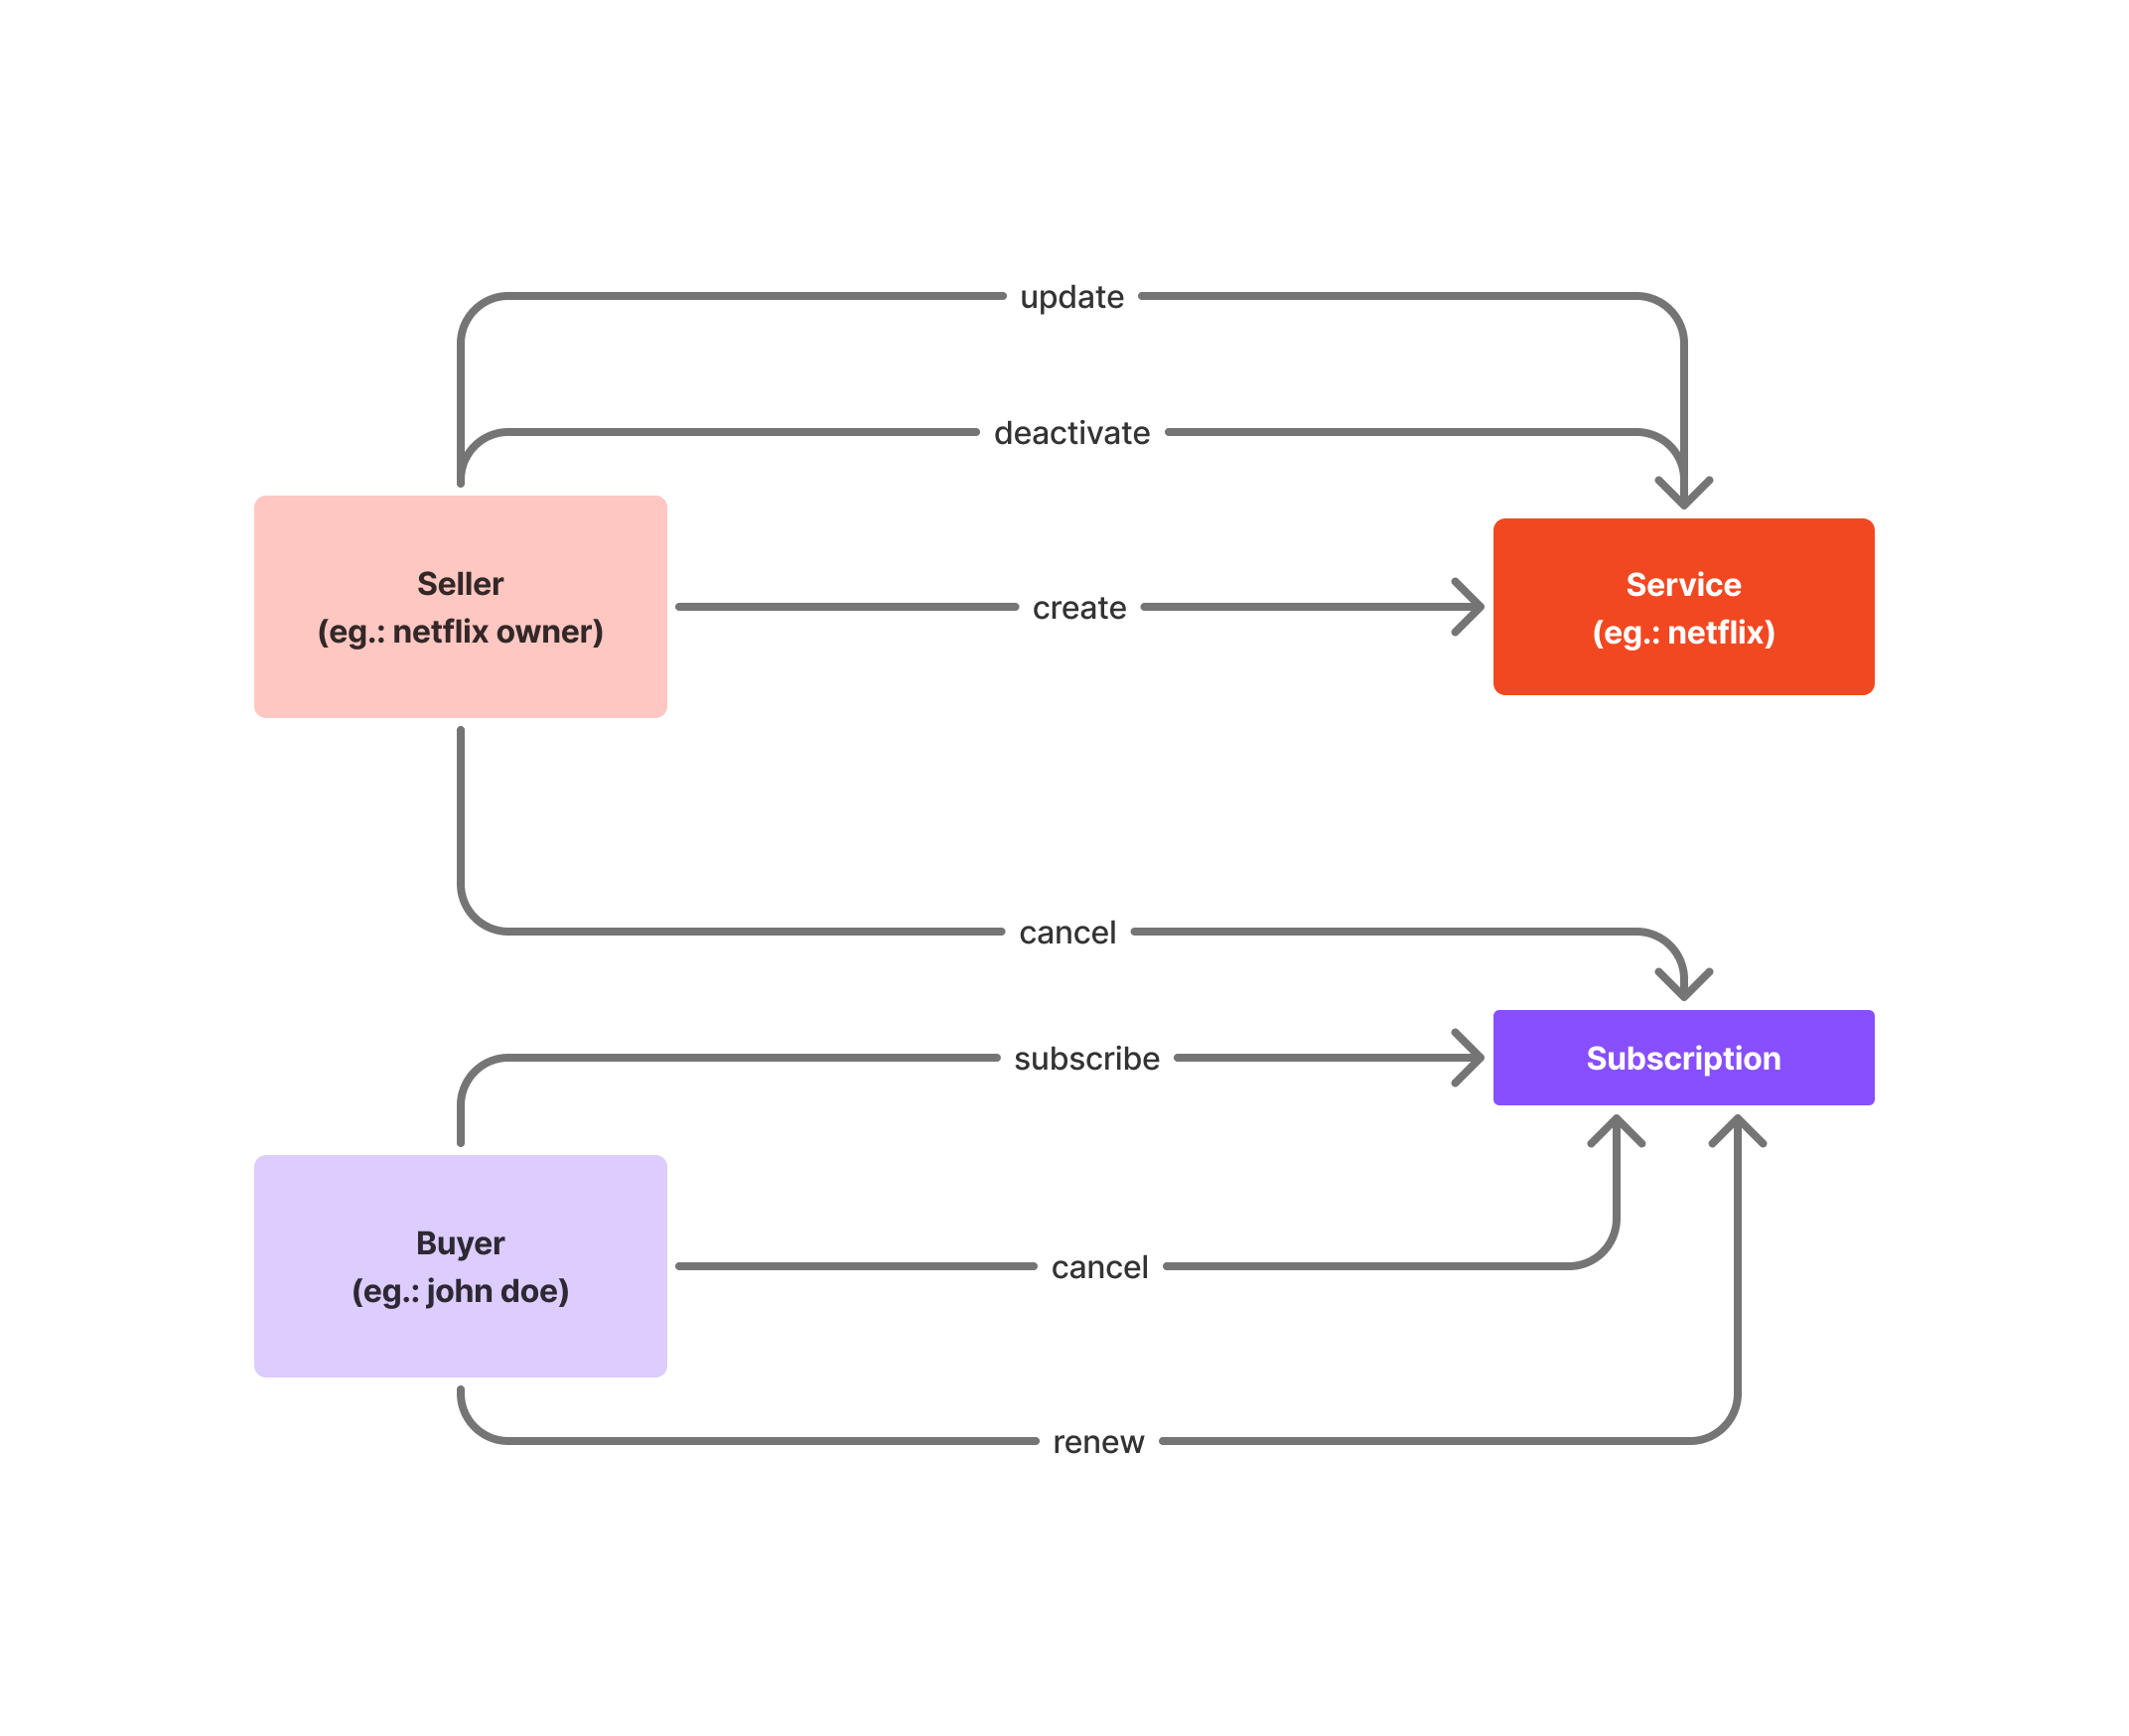 update
deactivate
Seller
(eg.: netflix owner)
create
Service
(eg.: netflix)
cancel
subscribe
Subscription
Buyer
(eg.: john doe)
cancel
renew